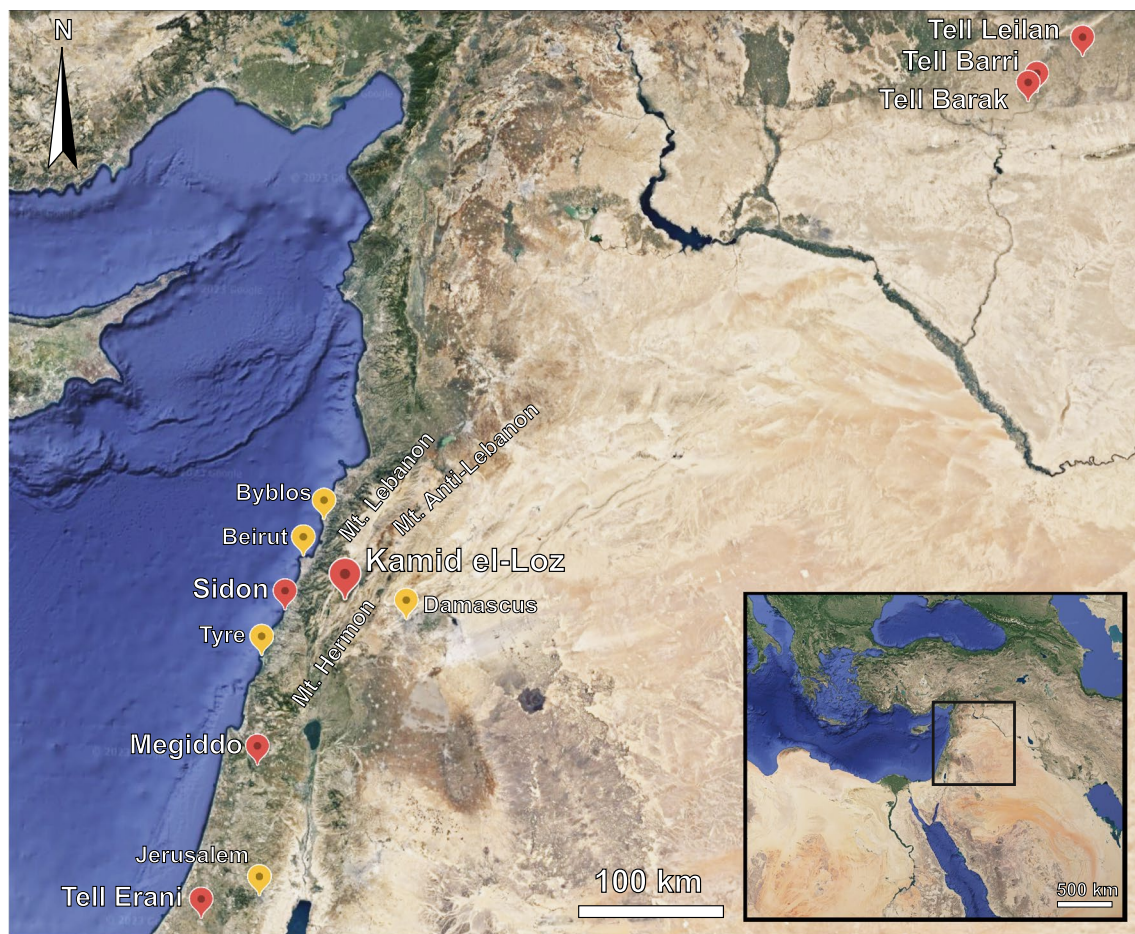 N
Tell Leilan
Tell Barri
Tell Barak
Byblos
Mt. Lebanon
Mt. Anti-Lebanon
Beirut
Kamid el-Loz
Sidon
Damascus
Tyre
Mt. Hermon
Megiddo
Jerusalem
Tell Erani
100 km
500 km